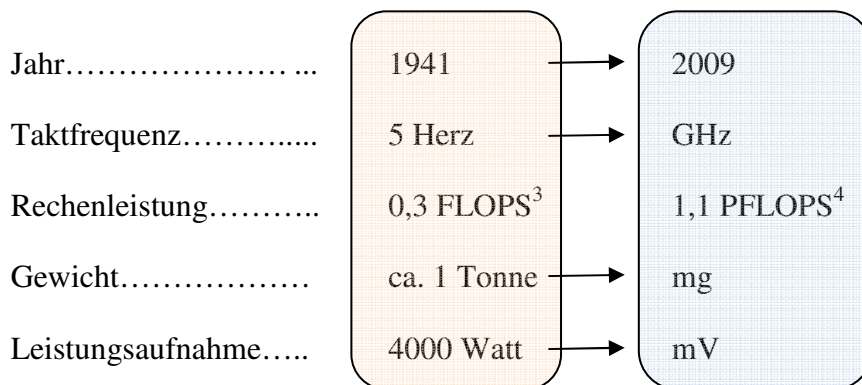 Jahr………………… ... 1941 2009
Taktfrequenz………..... 5 Herz GHz
Rechenleistung……….. 0,3 FLOPS³ 1,1 PFLOPS⁴
Gewicht……………… ca. 1 Tonne mg
Leistungsaufnahme….. 4000 Watt mV